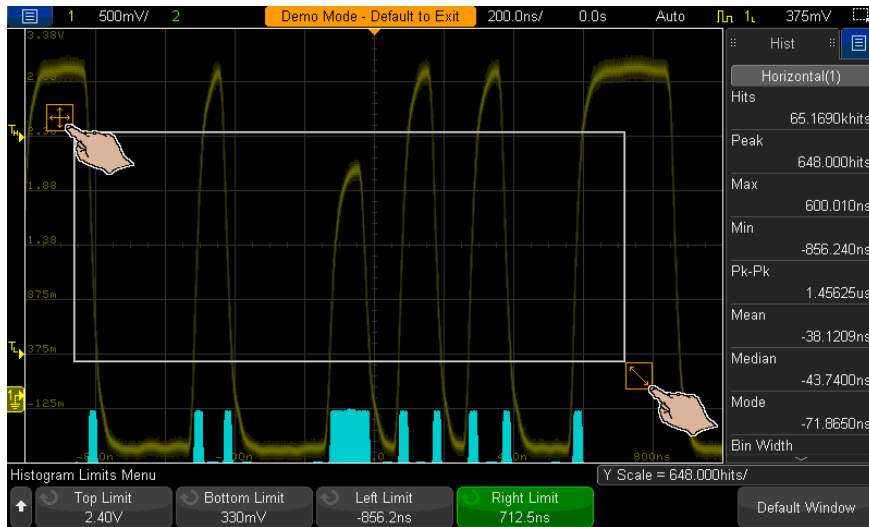 1 500mV/ 2 Demo Mode - Default to Exit 200.0ns/ 0.0s Auto 1L 375mV
3.38V
Hist
Horizontal(1)
Hits
65.1690khits
Peak
648.000hits
TH
1.88
Max
600.010ns
Min
-856.240ns
1.38
Pk-Pk
1.45625us
875m
Mean
-38.1209ns
TL
375m
Median
-43.7400ns
-125m
Mode
-71.8650ns
Bin Width
800ns
Histogram Limits Menu
Y Scale = 648.000hits/
Top Limit
2.40V
Bottom Limit
330mV
Left Limit
-856.2ns
Right Limit
712.5ns
Default Window